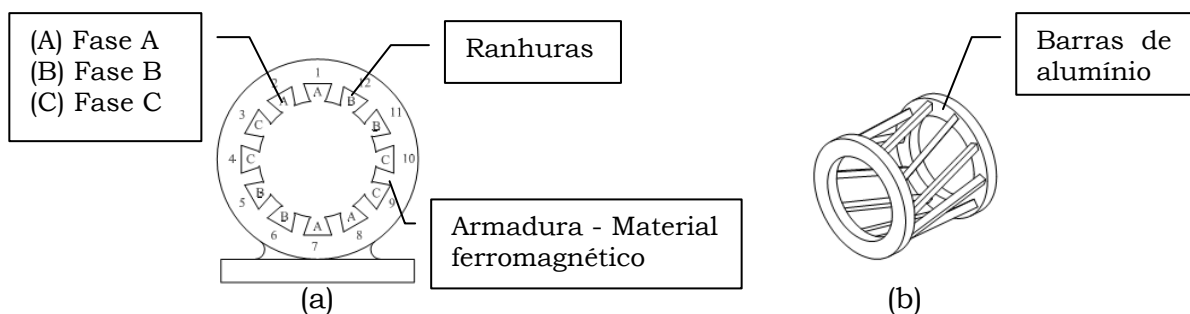 (A) Fase A
(B) Fase B
(C) Fase C
Ranhuras
Barras de
alumínio
1
2
12
3
11
4
10
5
9
6
8
7
A
A
B
C
B
C
C
B
C
B
A
A
Armadura - Material
ferromagnético
(a)
(b)